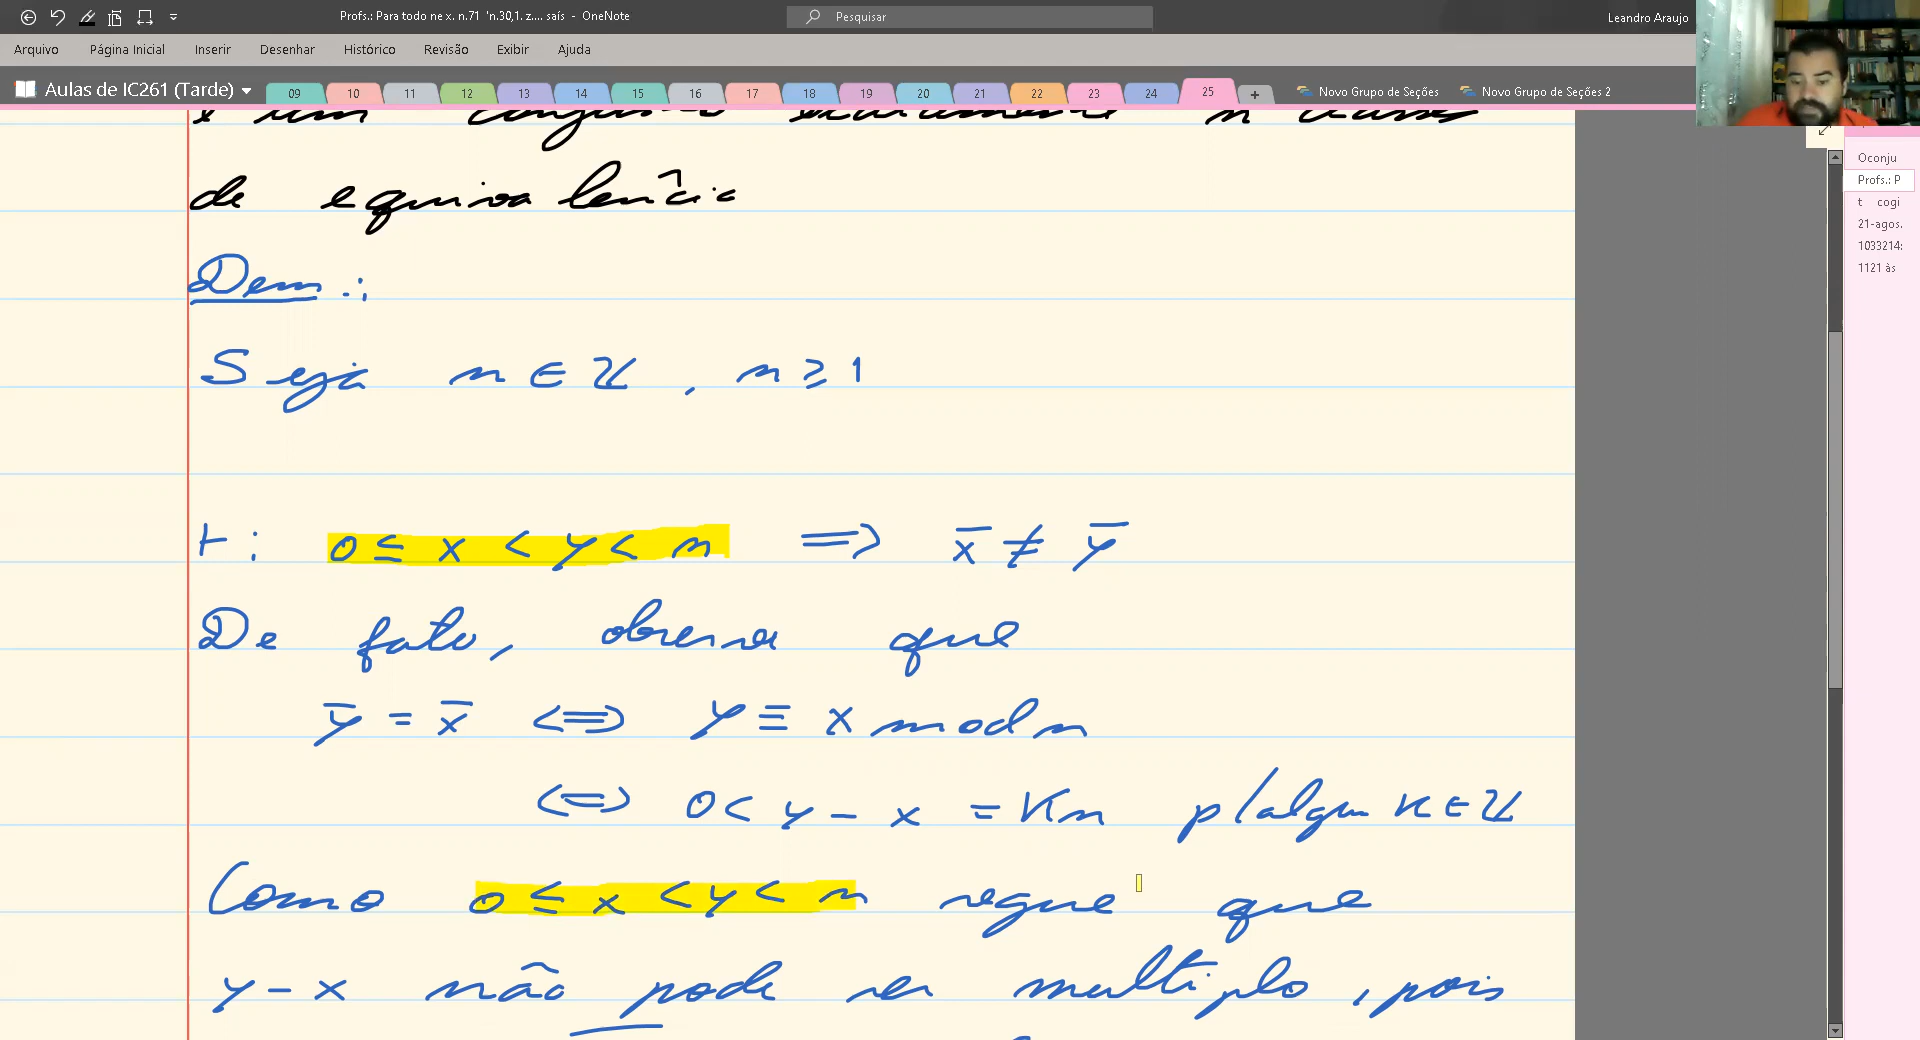 Profs.: Para todo ne x. n.71 'n.30,1. z.... saís - OneNote
Pesquisar
Leandro Araujo
Arquivo Página Inicial Inserir Desenhar Histórico Revisão Exibir Ajuda
Aulas de IC261 (Tarde) 09 10 11 12 13 14 15 16 17 18 19 20 21 22 23 24 25 + Novo Grupo de Seções Novo Grupo de Seções 2
Oconju
Profs.: P
t cogi
21-agos.
1033214:
1121 às
de equivalência
Dem.:
Seja n ∈ ℤ, n ≥ 1
t: 0 ≤ x < y < n ⟹ x̅ ≠ y̅
De fato, observa que
y̅ = x̅ ⟺ y ≡ x mod n
⟺ 0 < y - x = Kn p/algum K ∈ ℤ
Como 0 ≤ x < y < n segue que
y - x não pode ser multiplo, pois